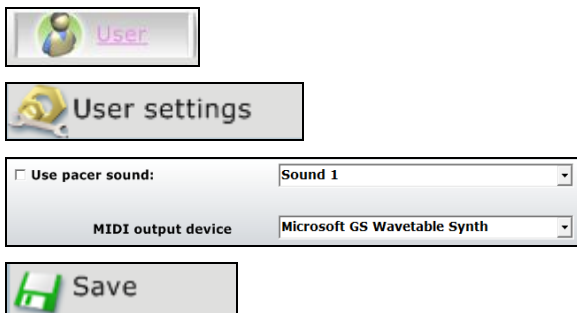 User
User settings
Use pacer sound: Sound 1
MIDI output device Microsoft GS Wavetable Synth
Save